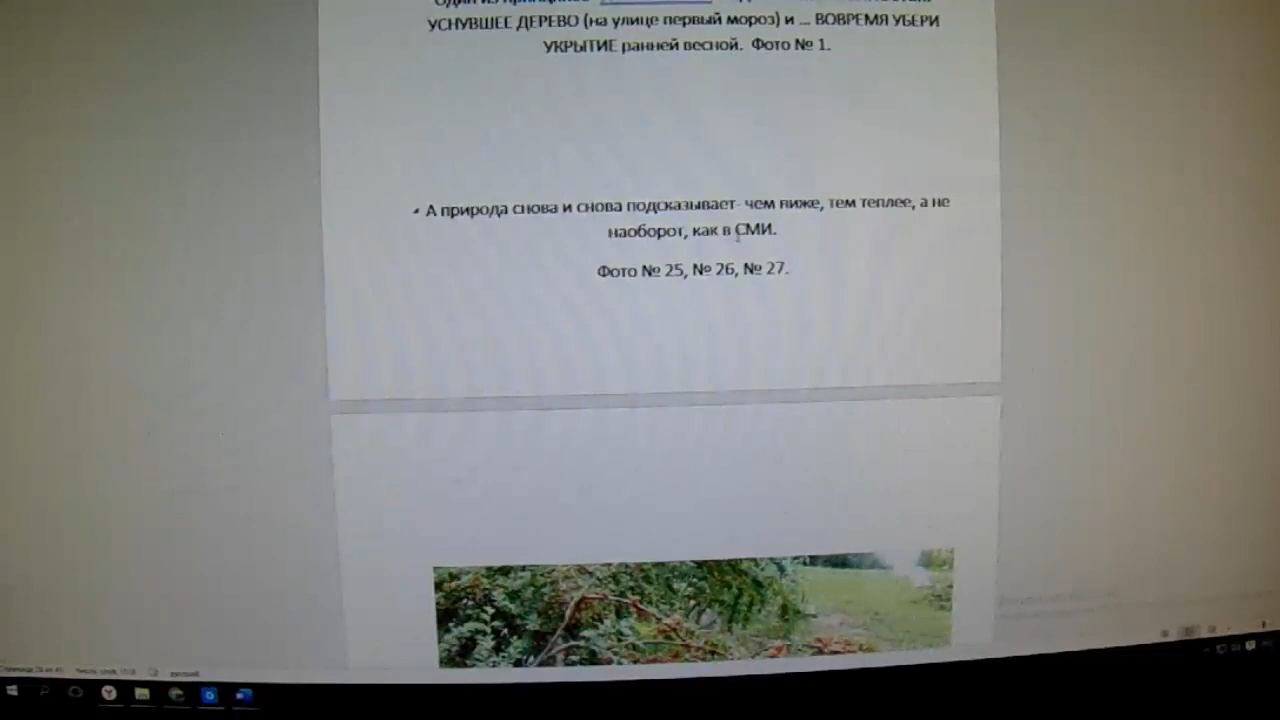 УСНУВШЕЕ ДЕРЕВО (на улице первый мороз) и ... ВОВРЕМЯ УБЕРИ
УКРЫТИЕ ранней весной. Фото № 1.
А природа снова и снова подсказывает- чем ниже, тем теплее, а не
наоборот, как в СМИ.
Фото № 25, № 26, № 27.